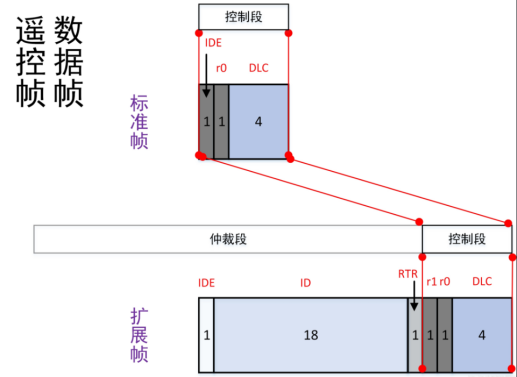 数据帧
遥控帧
控制段
IDE
r0 DLC
标准帧
1 1 4
仲裁段 控制段
IDE ID RTR r1 r0 DLC
扩展帧
1 18 1 1 1 4